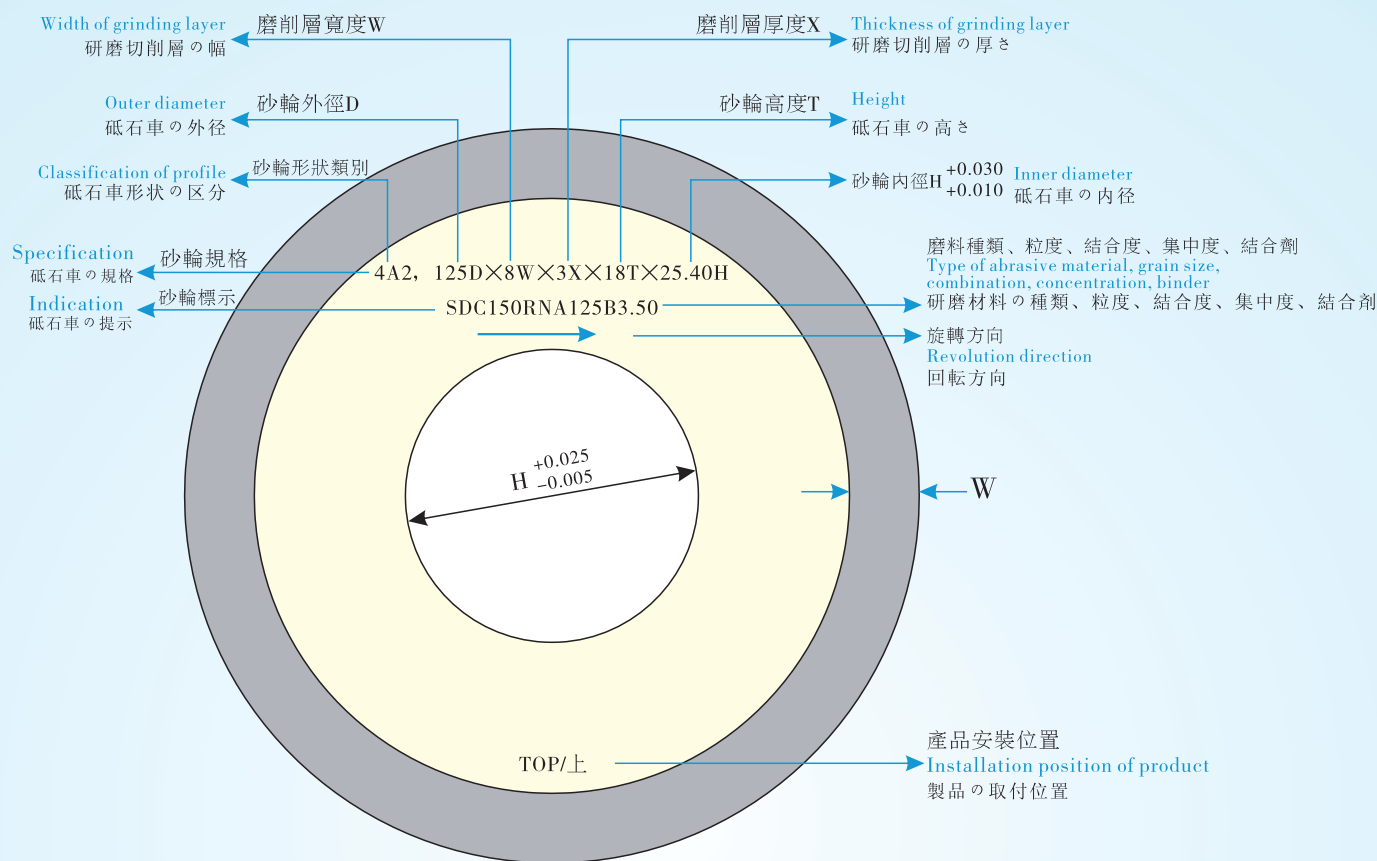 Width of grinding layer
研磨切削層の幅
磨削層寬度W
磨削層厚度X
Thickness of grinding layer
研磨切削層の厚さ
Outer diameter
砥石車の外径
砂輪外徑D
砂輪高度T
Height
砥石車の高さ
Classification of profile
砥石車形状の区分
砂輪形狀類別
砂輪內徑H +0.030
+0.010
Inner diameter
砥石車の内径
Specification
砥石車の規格
砂輪規格
4A2, 125D×8W×3X×18T×25.40H
磨料種類、粒度、結合度、集中度、結合劑
Type of abrasive material, grain size,
combination, concentration, binder
研磨材料の種類、粒度、結合度、集中度、結合剤
Indication
砥石車の提示
砂輪標示
SDC150RNA125B3.50
旋轉方向
Revolution direction
回転方向
H +0.025
-0.005
W
TOP/上
產品安裝位置
Installation position of product
製品の取付位置